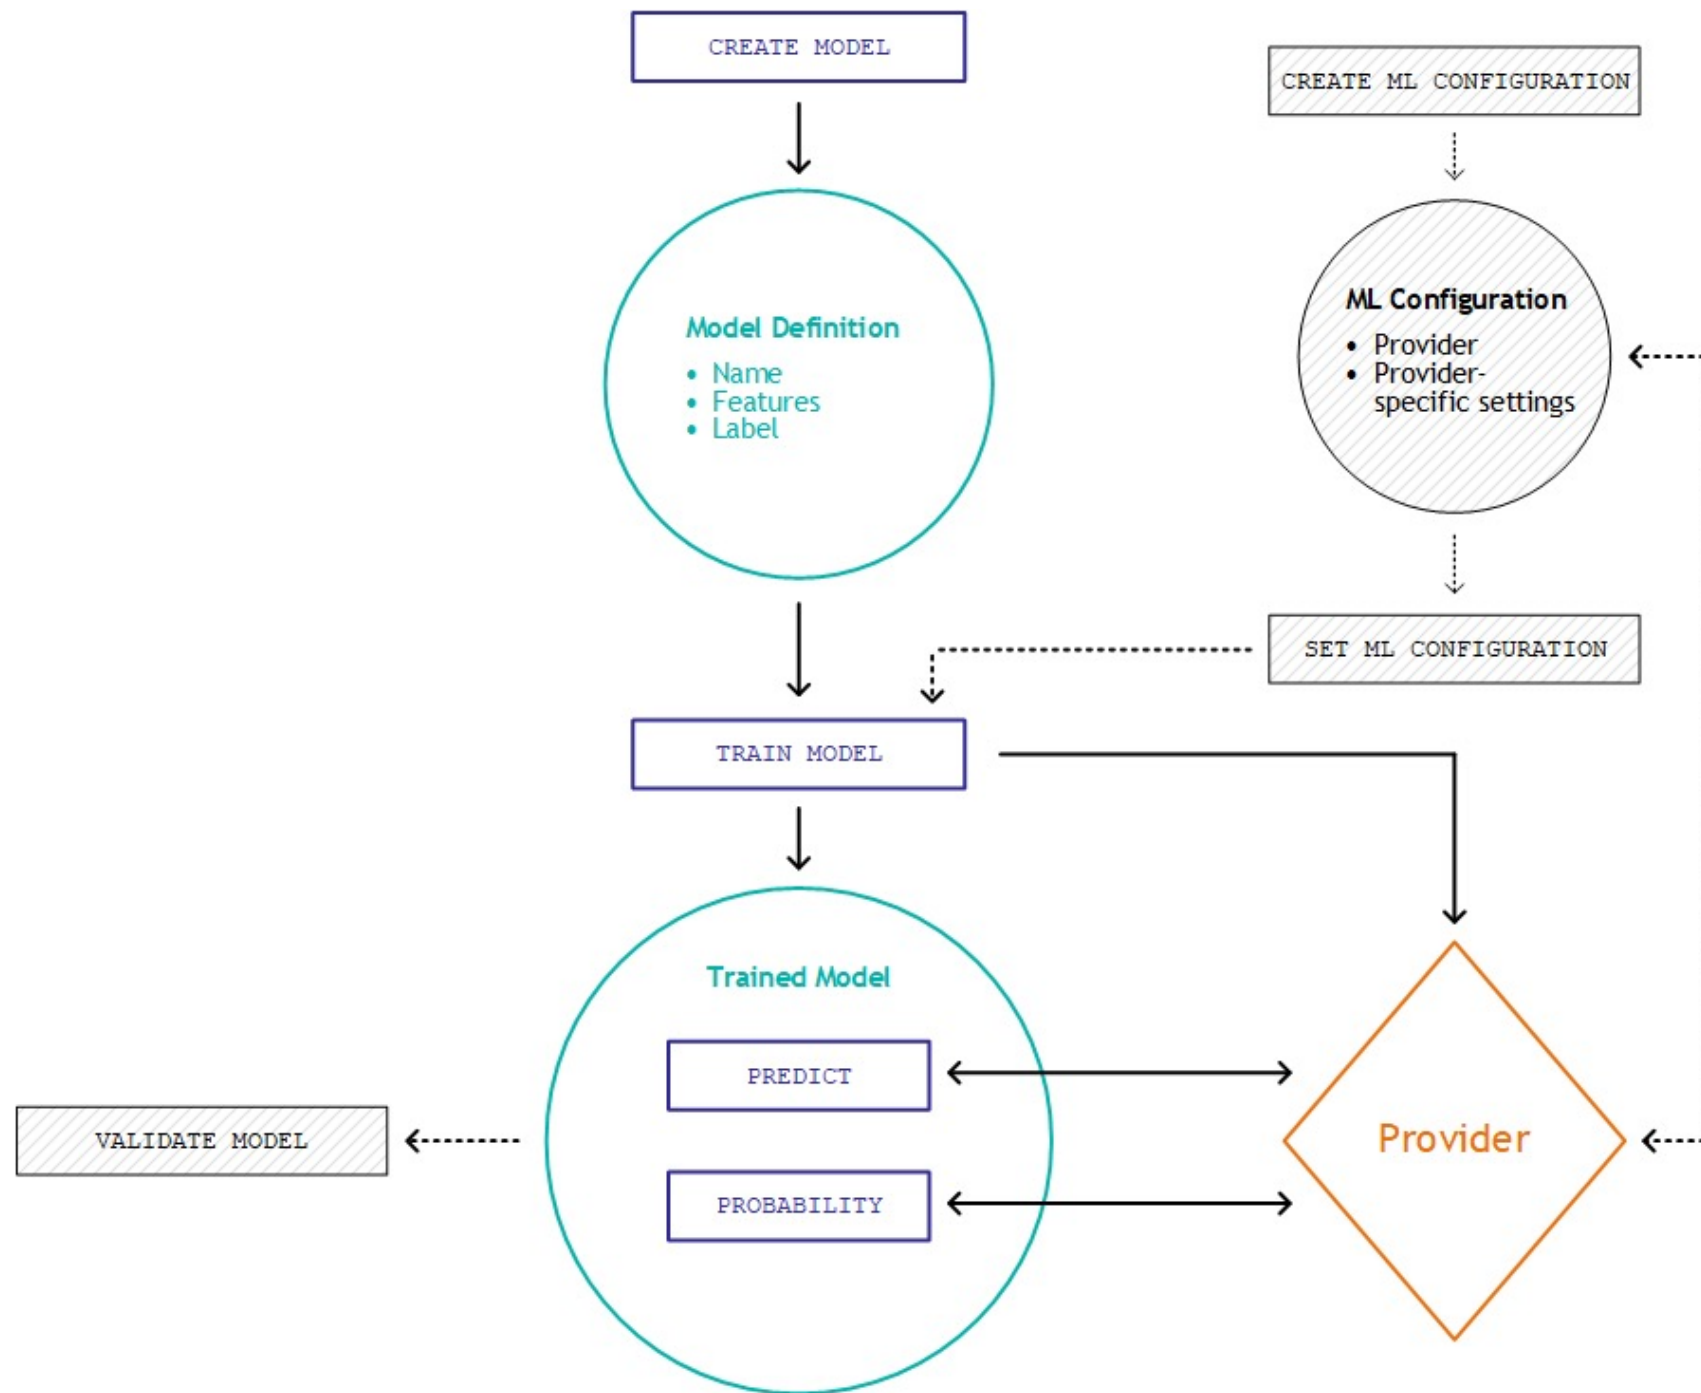 CREATE MODEL
CREATE ML CONFIGURATION
Model Definition
• Name
• Features
• Label
ML Configuration
• Provider
• Provider-
specific settings
SET ML CONFIGURATION
TRAIN MODEL
Trained Model
PREDICT
PROBABILITY
VALIDATE MODEL
Provider